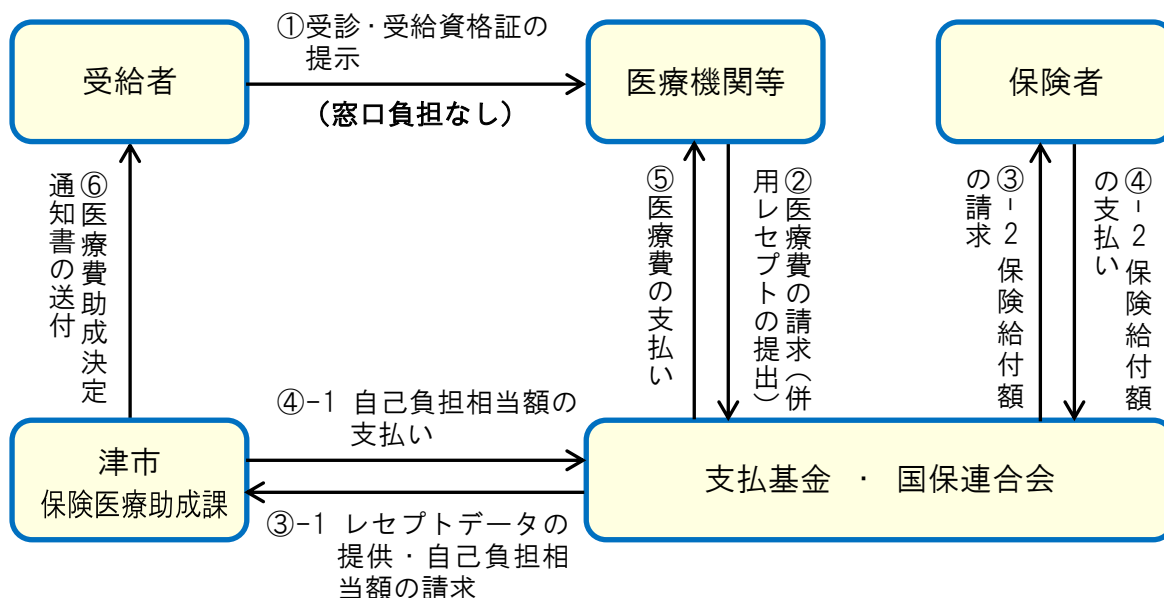 ①受診・受給資格証の
提示
(窓口負担なし)
受給者
医療機関等
保険者
⑥医療費助成決定
通知書の送付
⑤医療費の支払い
②医療費の請求(併
用レセプトの提出)
③-2 保険給付額
の請求
④-2 保険給付額
の支払い
④-1 自己負担相当額の
支払い
津市
保険医療助成課
支払基金 ・ 国保連合会
③-1 レセプトデータの
提供・自己負担相
当額の請求